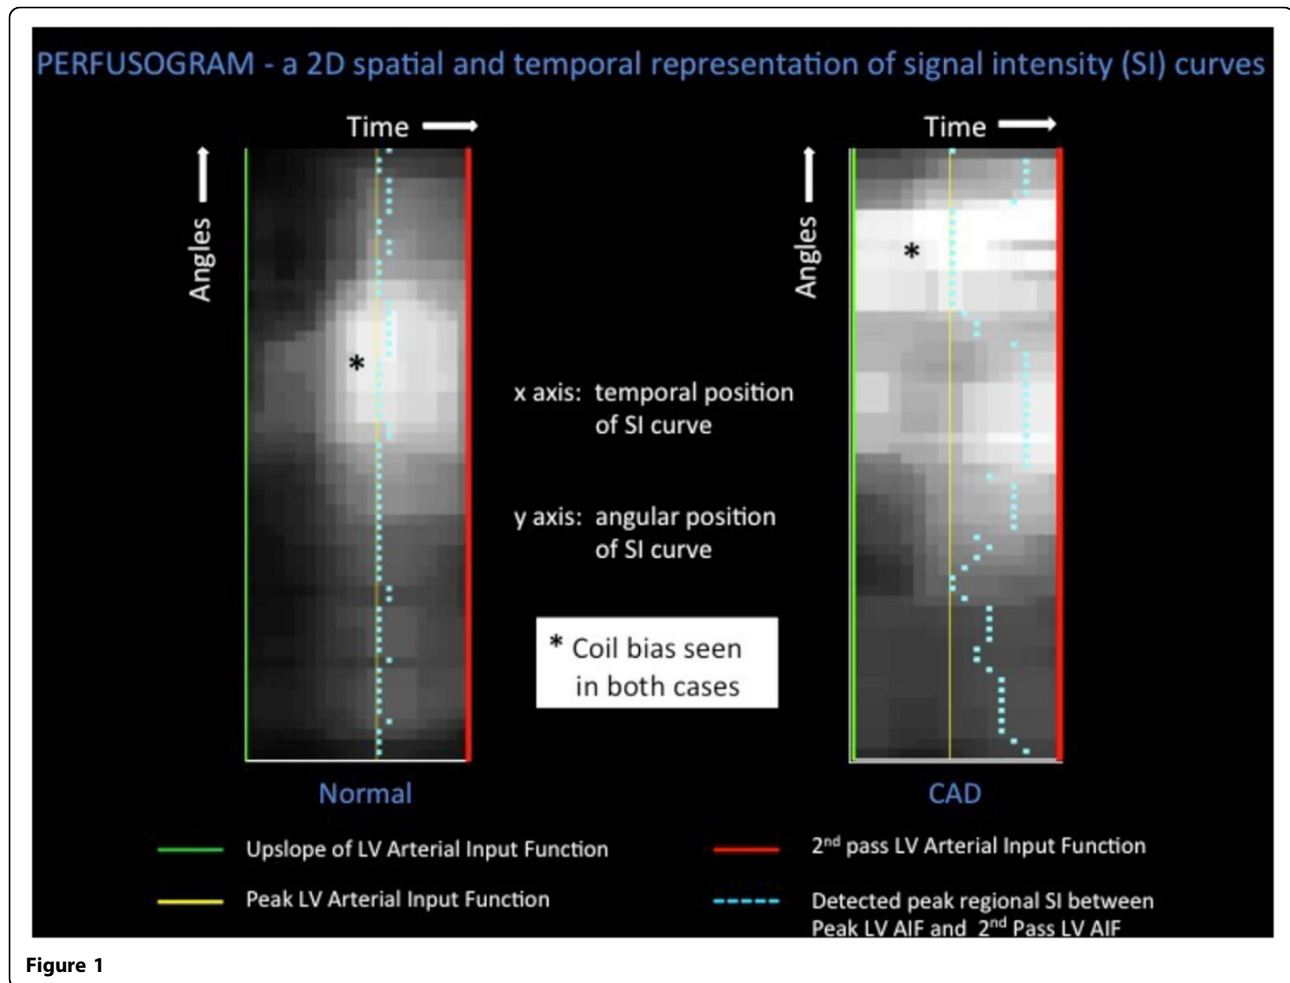 PERFUSOGRAM - a 2D spatial and temporal representation of signal intensity (SI) curves
Time
Time
Angles
Angles
*
*
x axis: temporal position
of SI curve
y axis: angular position
of SI curve
* Coil bias seen
in both cases
Normal
CAD
Upslope of LV Arterial Input Function
2nd pass LV Arterial Input Function
Peak LV Arterial Input Function
Detected peak regional SI between
Peak LV AIF and 2nd Pass LV AIF
Figure 1